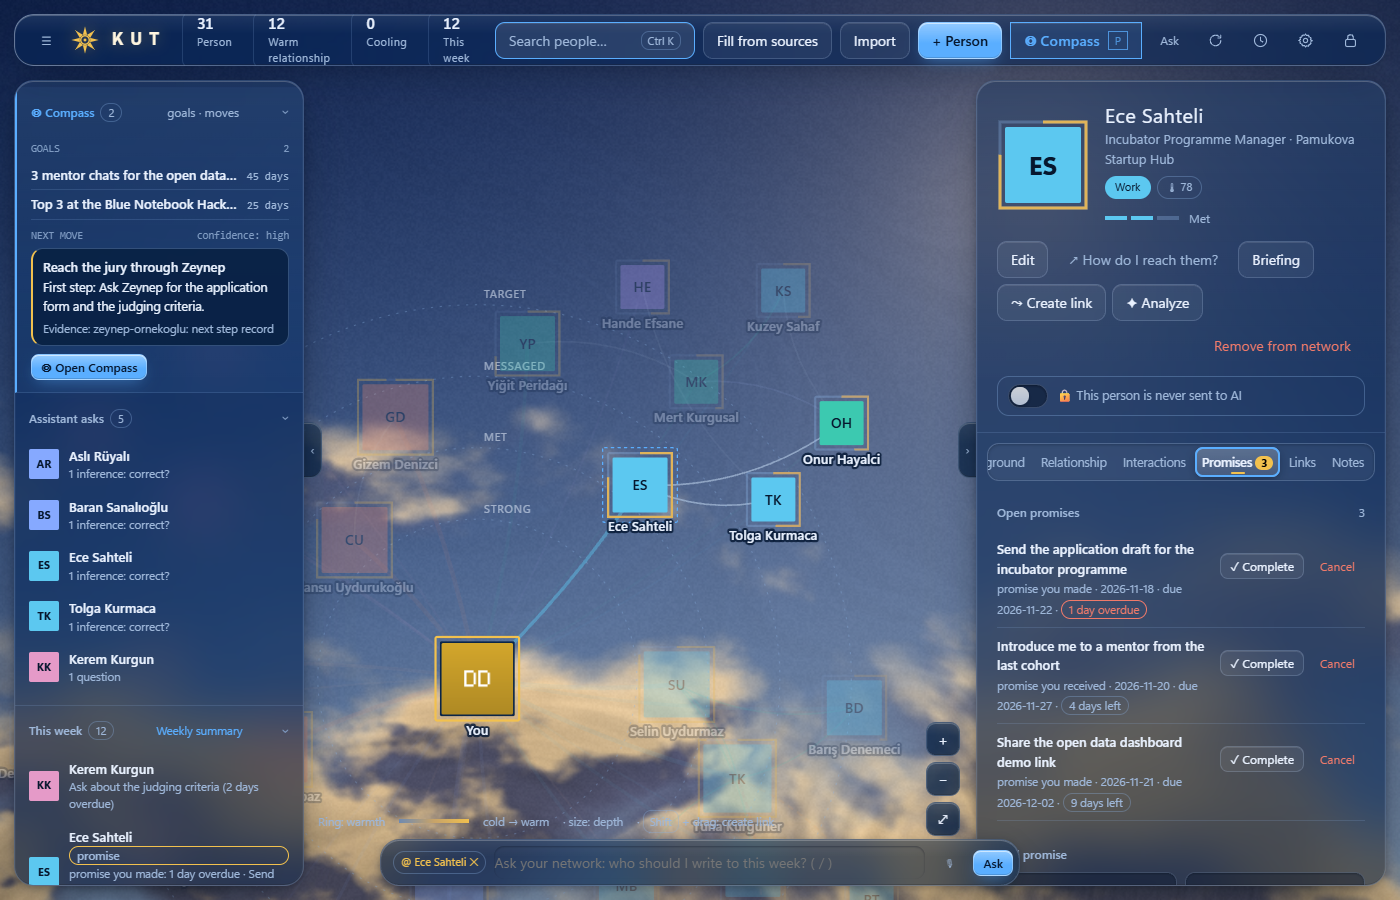 ☰ KUT
31
Person
12
Warm
relationship
0
Cooling
12
This
week
Search people... Ctrl K
Fill from sources
Import
+ Person
Compass P
Ask
Compass 2 goals · moves
GOALS 2
3 mentor chats for the open data... 45 days
Top 3 at the Blue Notebook Hack... 25 days
NEXT MOVE confidence: high
Reach the jury through Zeynep
First step: Ask Zeynep for the application
form and the judging criteria.
Evidence: zeynep-ornekoglu: next step record
Open Compass
Assistant asks 5
AR Aslı Rüyalı
1 inference: correct?
BS Baran Sanalıoğlu
1 inference: correct?
ES Ece Sahteli
1 inference: correct?
TK Tolga Kurmaca
1 inference: correct?
KK Kerem Kurgun
1 question
This week 12 Weekly summary
KK Kerem Kurgun
Ask about the judging criteria (2 days
overdue)
Ece Sahteli
promise
ES promise you made: 1 day overdue · Send
TARGET
MESSAGED
MET
STRONG
HE
Hande Efsane
KS
Kuzey Sahaf
YP
Yiğit Peridağı
MK
Mert Kurgusal
GD
Gizem Denizci
OH
Onur Hayalci
ES
Ece Sahteli
TK
Tolga Kurmaca
CU
ansu Uydurukoğlu
DD
You
SU
Selin Uydurmaz
BD
Barış Denemeci
TK
Tuna Kurguner
cold → warm · size: depth
@ Ece Sahteli ✕ Ask your network: who should I write to this week? ( / ) Ask
MB
ES
Ece Sahteli
Incubator Programme Manager · Pamukova
Startup Hub
Work 78
Met
Edit
↗ How do I reach them?
Briefing
⤳ Create link
✦ Analyze
Remove from network
🔒 This person is never sent to AI
ground Relationship Interactions Promises 3 Links Notes
Open promises 3
Send the application draft for the
incubator programme
promise you made · 2026-11-18 · due
2026-11-22 · 1 day overdue
✓ Complete Cancel
Introduce me to a mentor from the
last cohort
promise you received · 2026-11-20 · due
2026-11-27 · 4 days left
✓ Complete Cancel
Share the open data dashboard
demo link
promise you made · 2026-11-21 · due
2026-12-02 · 9 days left
✓ Complete Cancel
promise